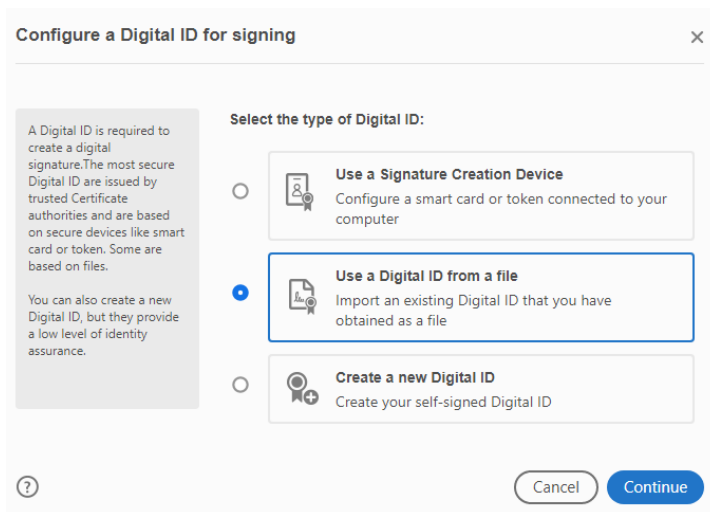 Configure a Digital ID for signing
A Digital ID is required to
create a digital
signature.The most secure
Digital ID are issued by
trusted Certificate
authorities and are based
on secure devices like smart
card or token. Some are
based on files.
You can also create a new
Digital ID, but they provide
a low level of identity
assurance.
Select the type of Digital ID:
Use a Signature Creation Device
Configure a smart card or token connected to your
computer
Use a Digital ID from a file
Import an existing Digital ID that you have
obtained as a file
Create a new Digital ID
Create your self-signed Digital ID
?
Cancel
Continue